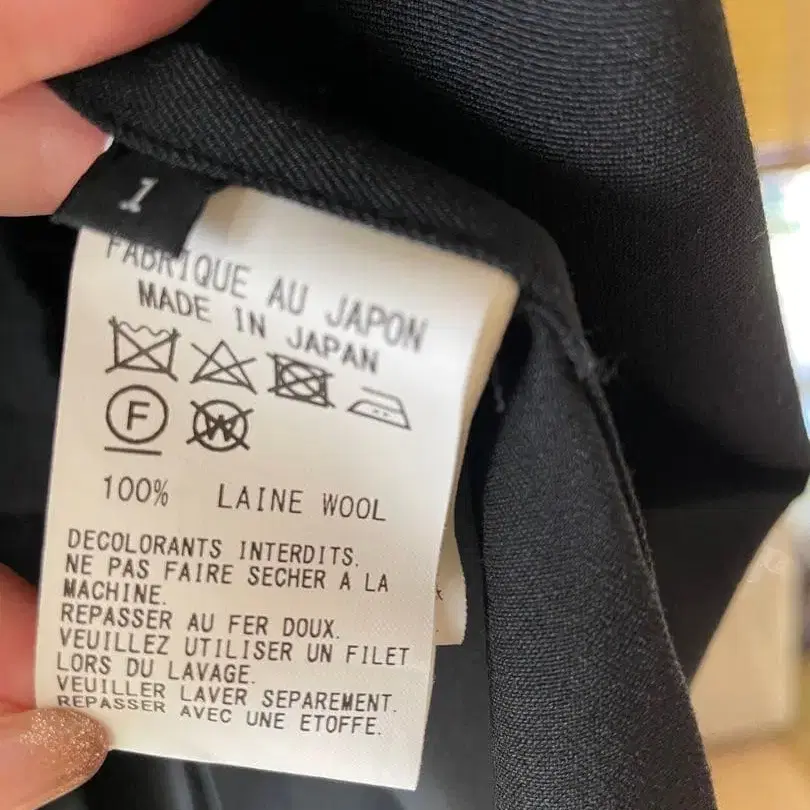 1
FABRIQUE AU JAPON
MADE IN JAPAN
F W
100% LAINE WOOL
DECOLORANTS INTERDITS.
NE PAS FAIRE SECHER A LA
MACHINE.
REPASSER AU FER DOUX.
VEUILLEZ UTILISER UN FILET
LORS DU LAVAGE.
VEUILLER LAVER SEPAREMENT.
REPASSER AVEC UNE ETOFFE.